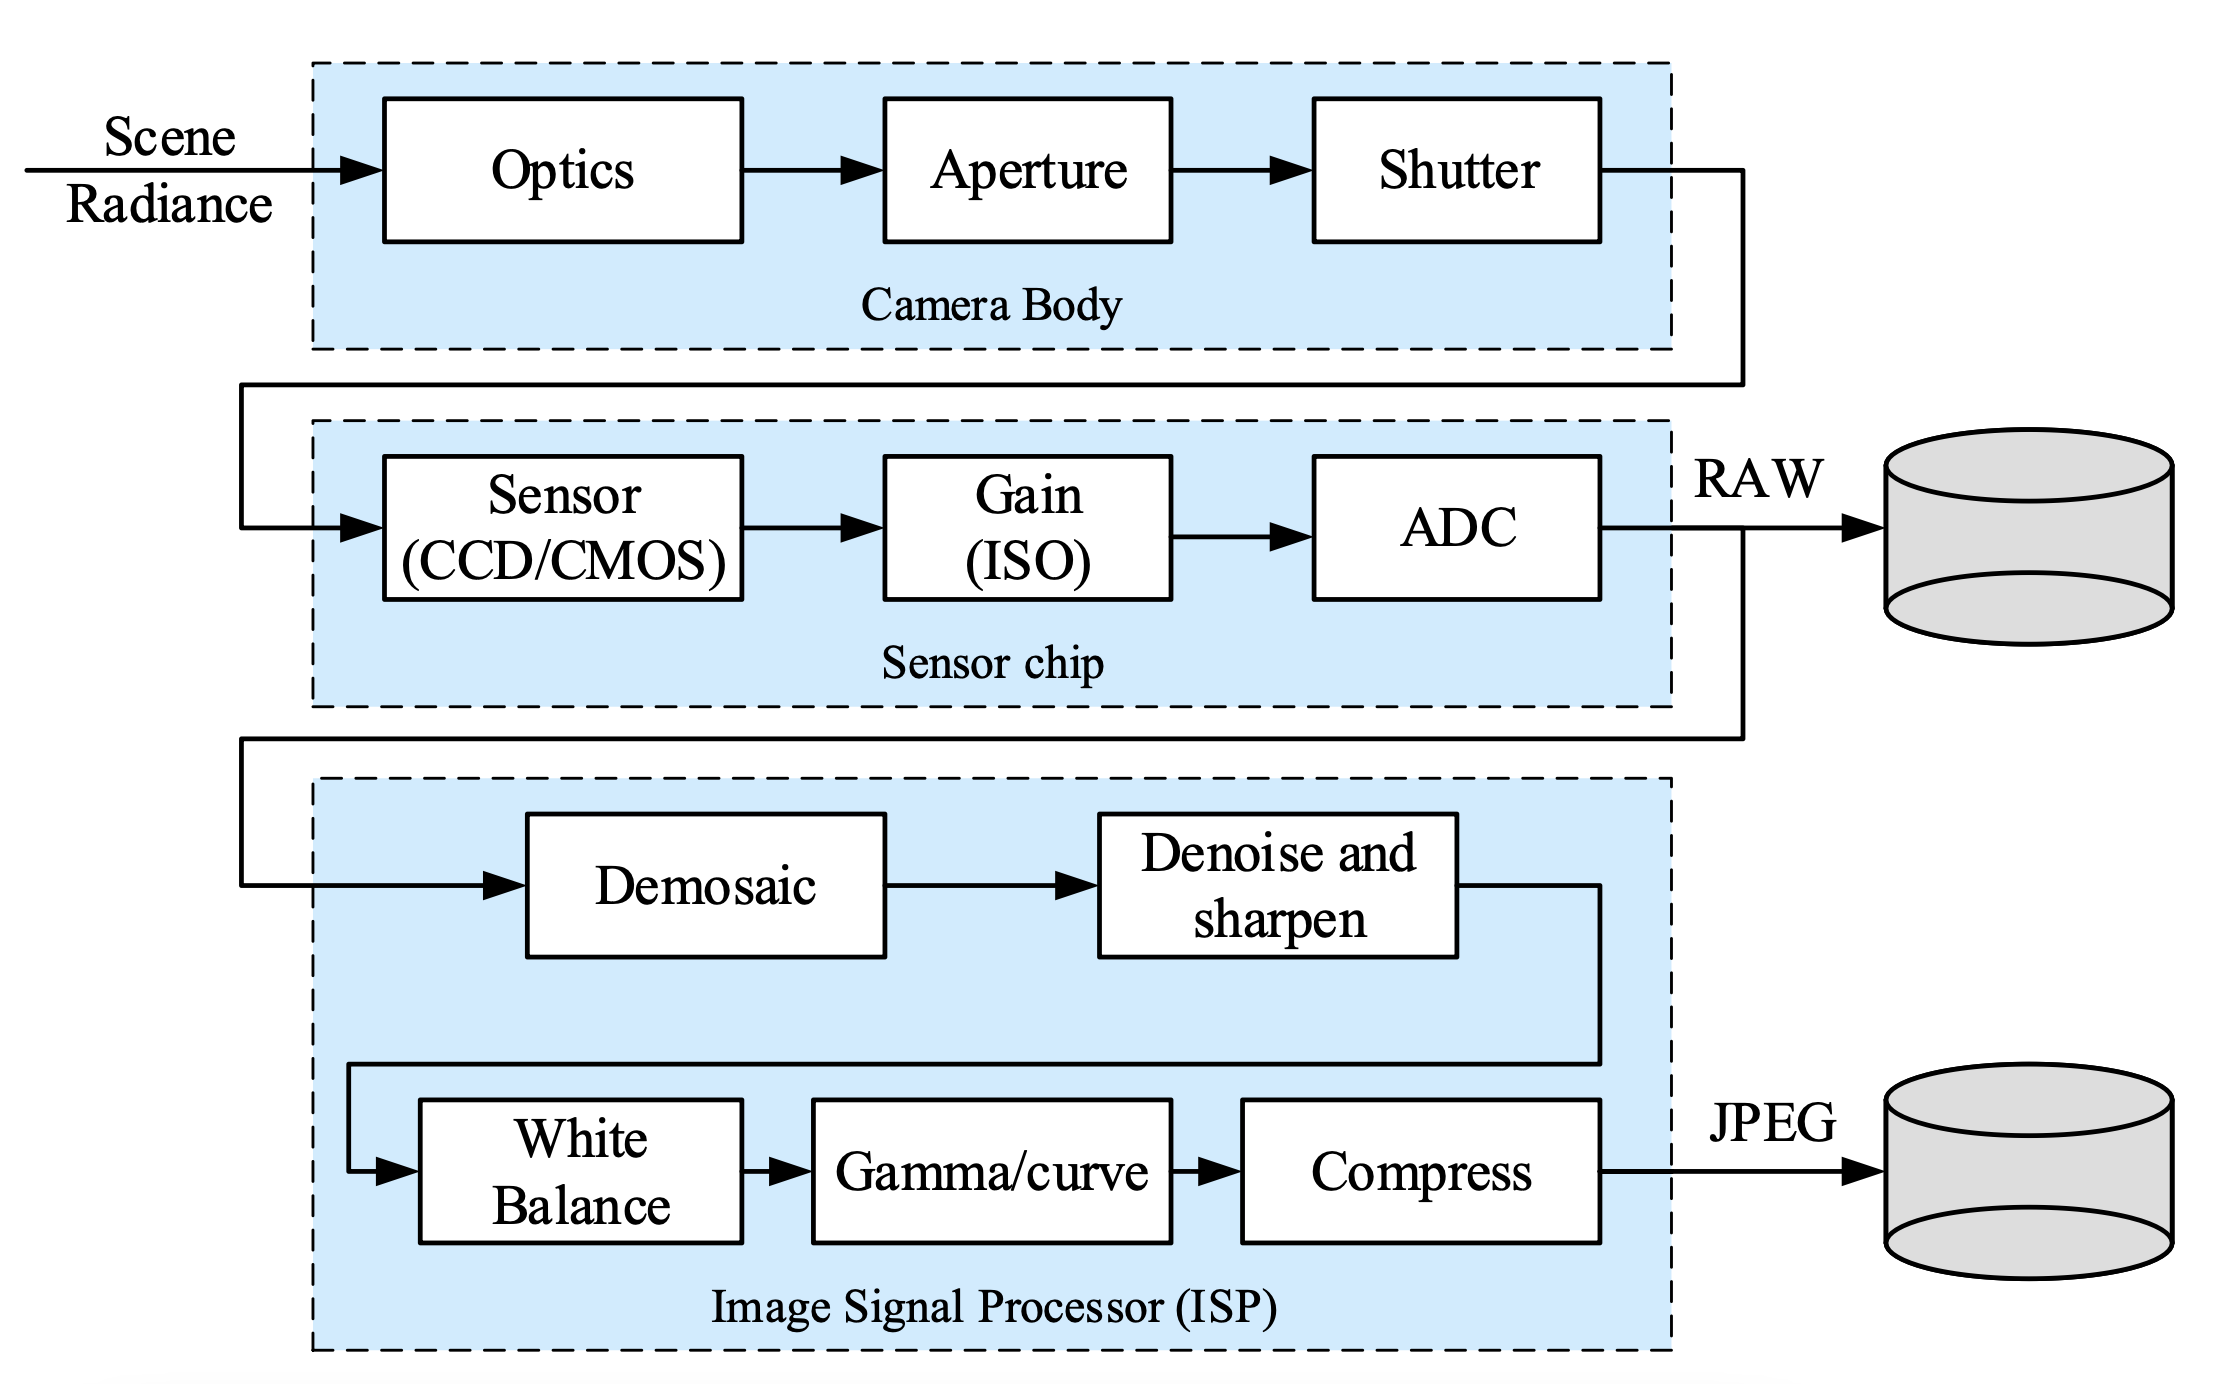 Scene
Radiance
Optics
Aperture
Shutter
Camera Body
Sensor
(CCD/CMOS)
Gain
(ISO)
ADC
RAW
Sensor chip
Demosaic
Denoise and
sharpen
White
Balance
Gamma/curve
Compress
JPEG
Image Signal Processor (ISP)